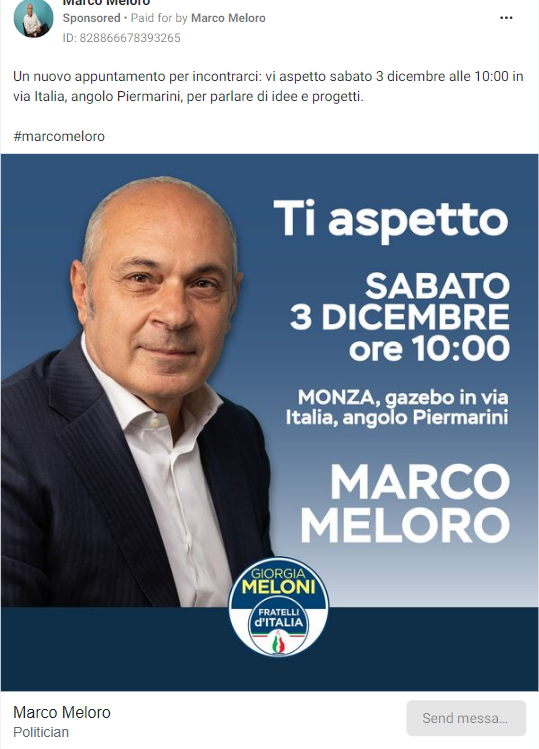 Marco Meloro
Sponsored • Paid for by Marco Meloro
ID: 828866678393265
Un nuovo appuntamento per incontrarci: vi aspetto sabato 3 dicembre alle 10:00 in
via Italia, angolo Piermarini, per parlare di idee e progetti.
#marcomeloro
Ti aspetto
SABATO
3 DICEMBRE
ore 10:00
MONZA, gazebo in via
Italia, angolo Piermarini
MARCO
MELORO
GIORGIA
MELONI
FRATELLI
d'ITALIA
Marco Meloro
Politician
Send messa...